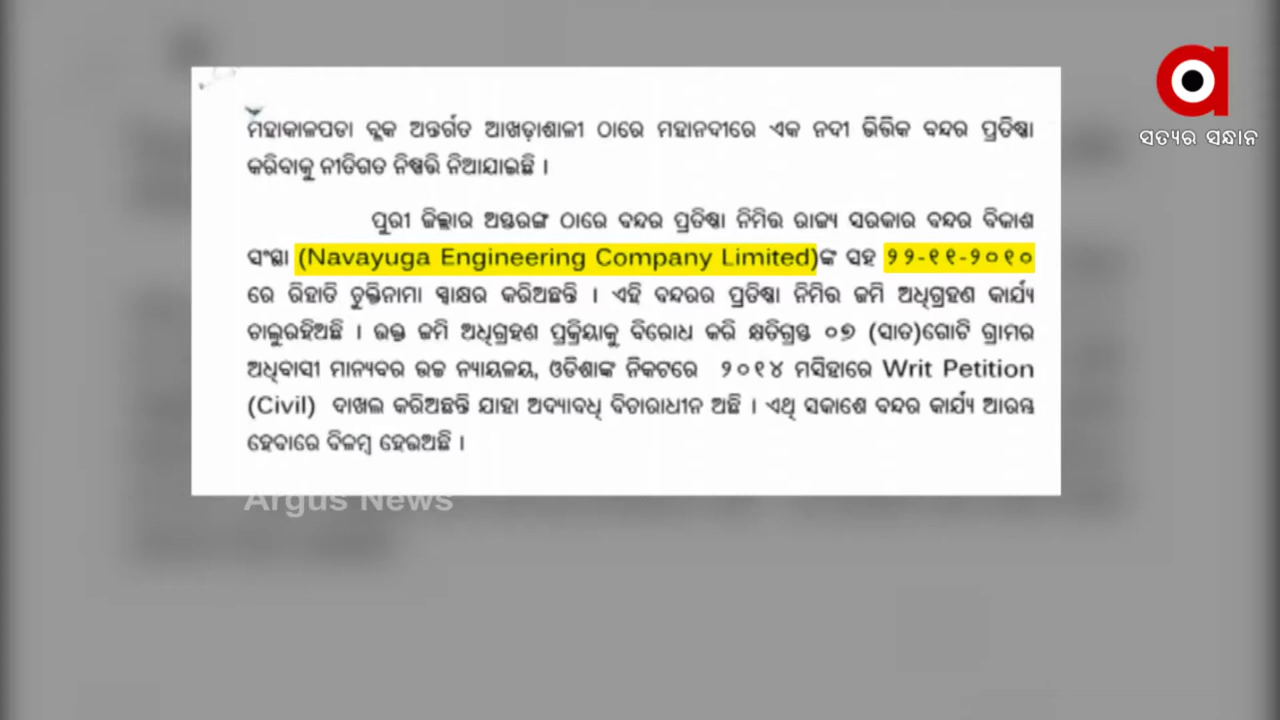 ସତ୍ୟର ସନ୍ଧାନ
ମହାକାଳପଡା ବ୍ଲକ ଅନ୍ତର୍ଗତ ଆଖଡ଼ାଶାଳୀ ଠାରେ ମହାନଦୀରେ ଏକ ନଦୀ ଭିତ୍ତିକ ବନ୍ଦର ପ୍ରତିଷ୍ଠା
କରିବାକୁ ନୀତିଗତ ନିଷ୍ପତ୍ତି ନିଆଯାଇଛି ।
ପୁରୀ ଜିଲ୍ଲାର ଅସ୍ତରଙ୍ଗ ଠାରେ ବନ୍ଦର ପ୍ରତିଷ୍ଠା ନିମିତ୍ତ ରାଜ୍ୟ ସରକାର ବନ୍ଦର ବିକାଶ
ସଂସ୍ଥା (Navayuga Engineering Company Limited)ଙ୍କ ସହ ୨୨-୧୧-୨୦୧୦
ରେ ରିହାତି ଚୁକ୍ତିନାମା ସ୍ୱାକ୍ଷର କରିଅଛନ୍ତି । ଏହି ବନ୍ଦରର ପ୍ରତିଷ୍ଠା ନିମିତ୍ତ ଜମି ଅଧିଗ୍ରହଣ କାର୍ଯ୍ୟ
ଚାଲୁରହିଅଛି । ଉକ୍ତ ଜମି ଅଧିଗ୍ରହଣ ପ୍ରକ୍ରିୟାକୁ ବିରୋଧ କରି କ୍ଷତିଗ୍ରସ୍ତ ୦୭ (ସାତ)ଗୋଟି ଗ୍ରାମର
ଅଧିବାସୀ ମାନ୍ୟବର ଉଚ୍ଚ ନ୍ୟାୟଳୟ, ଓଡିଶାଙ୍କ ନିକଟରେ ୨୦୧୪ ମସିହାରେ Writ Petition
(Civil) ଦାଖଲ କରିଅଛନ୍ତି ଯାହା ଅଦ୍ୟାବଧି ବିଚାରାଧୀନ ଅଛି । ଏଥି ସକାଶେ ବନ୍ଦର କାର୍ଯ୍ୟ ଆରମ୍ଭ
ହେବାରେ ବିଳମ୍ବ ହେଉଅଛି ।
Argus News